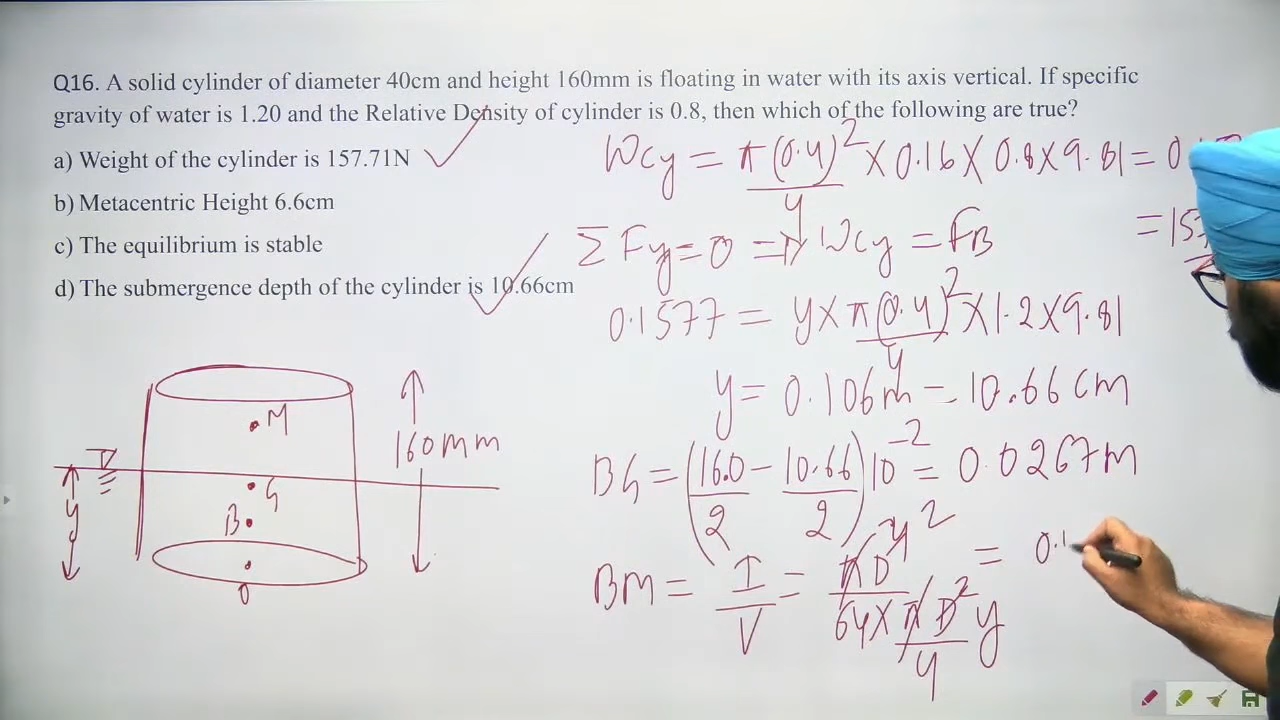 Q16. A solid cylinder of diameter 40cm and height 160mm is floating in water with its axis vertical. If specific
gravity of water is 1.20 and the Relative Density of cylinder is 0.8, then which of the following are true?
a) Weight of the cylinder is 157.71N
b) Metacentric Height 6.6cm
c) The equilibrium is stable
d) The submergence depth of the cylinder is 10.66cm
Wcy = π(0.4)²/4 × 0.16 × 0.8 × 9.81 = 0.1
= 157
ΣFy = 0 ⇒ Wcy = FB
0.1577 = y × π(0.4)²/4 × 1.2 × 9.81
y = 0.106m = 10.66 cm
BG = (16.0/2 − 10.66/2) 10⁻² = 0.0267m
BM = I/V = πD⁴/(64 × πD²/4 y) = 0.1
M
G
B
O
y
160mm